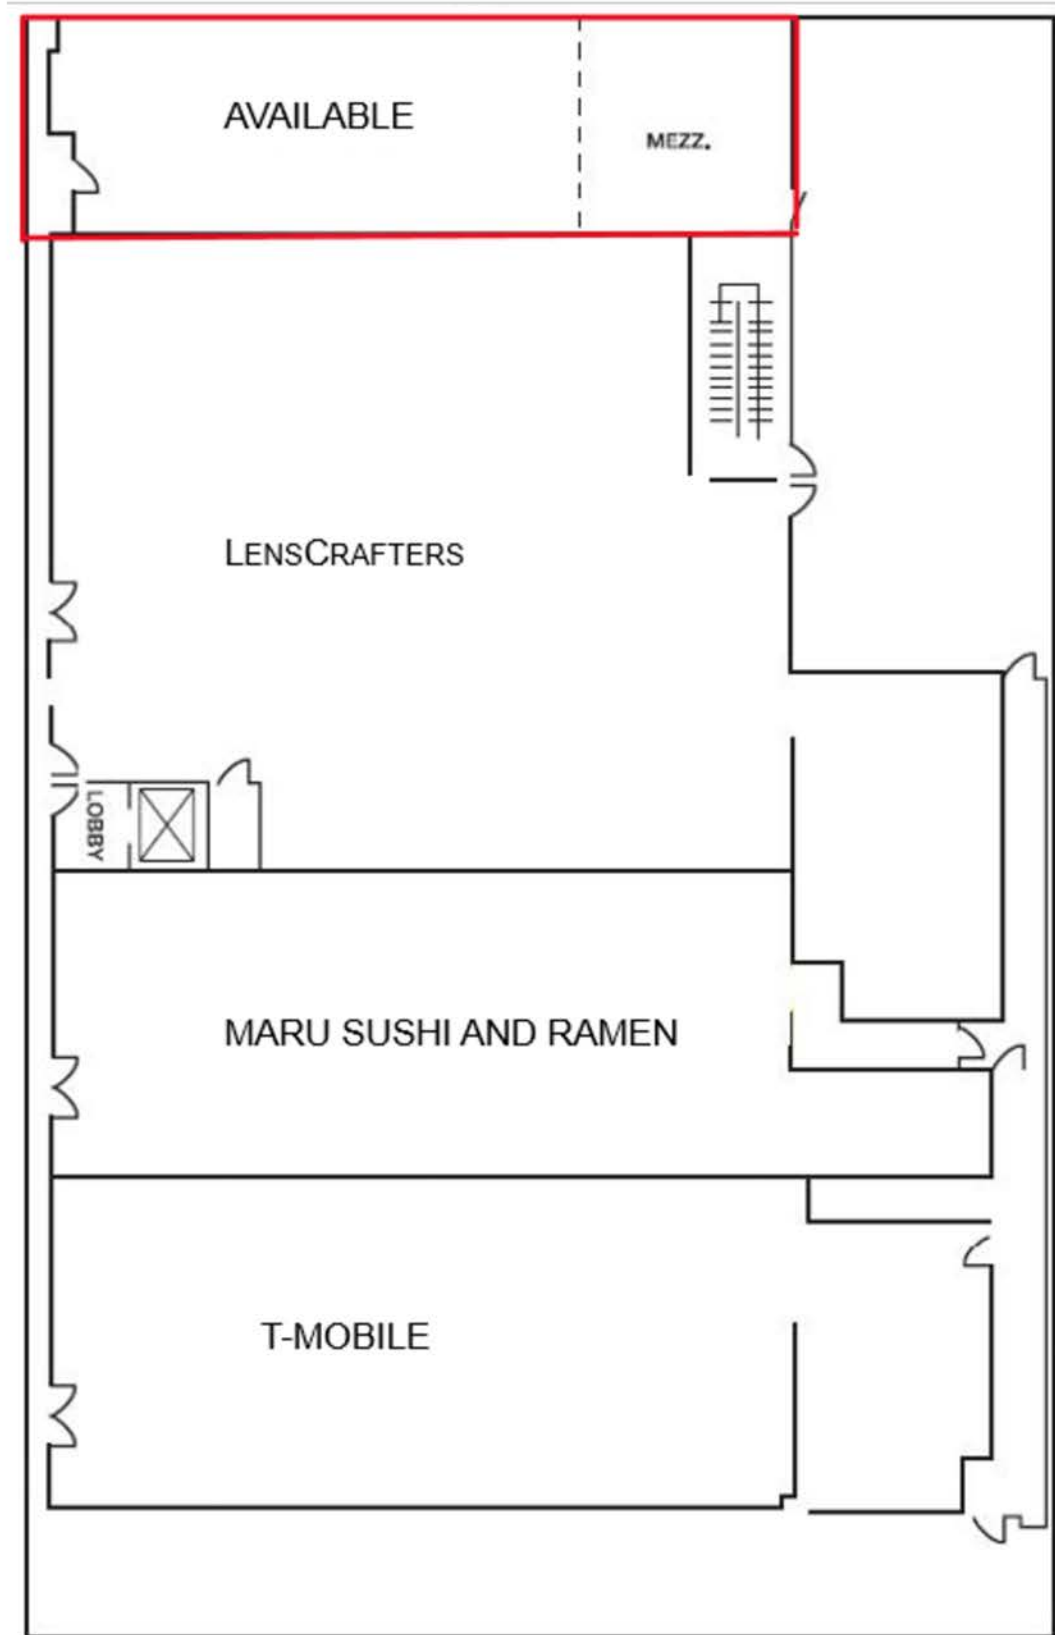 AVAILABLE
MEZZ.
LENSCRAFTERS
LOBBY
MARU SUSHI AND RAMEN
T-MOBILE